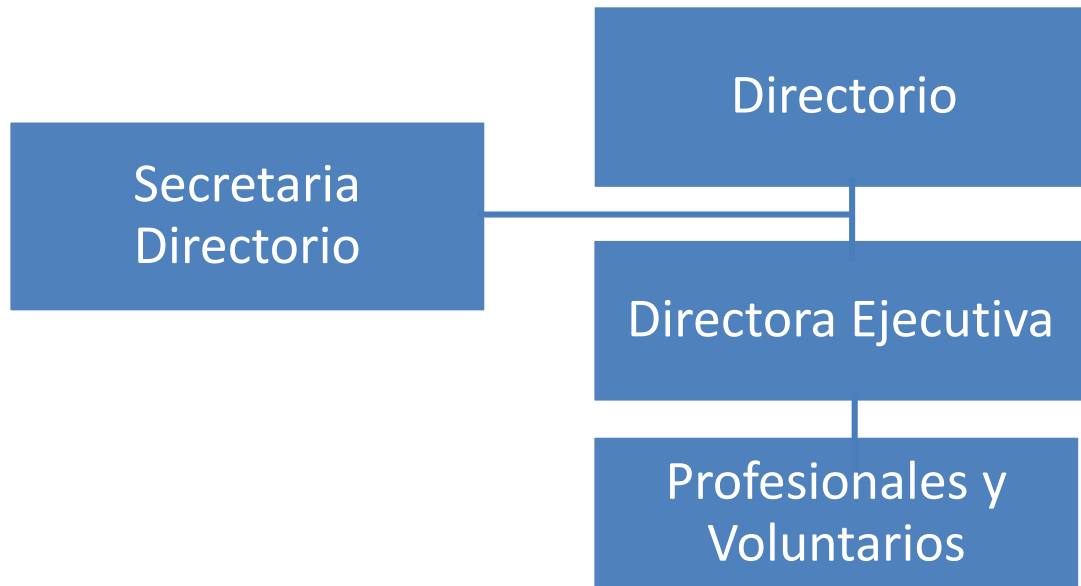 Directorio
Secretaria
Directorio
Directora Ejecutiva
Profesionales y
Voluntarios